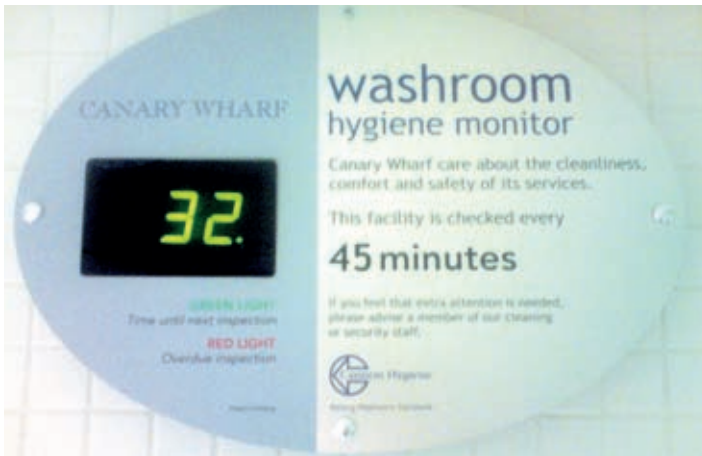 CANARY WHARF
32.
GREEN LIGHT
Time until next inspection
RED LIGHT
Overdue inspection
washroom
hygiene monitor
Canary Wharf care about the cleanliness,
comfort and safety of its services.
This facility is checked every
45 minutes
If you feel that extra attention is needed,
please advise a member of our cleaning
or security staff.
Hygiene